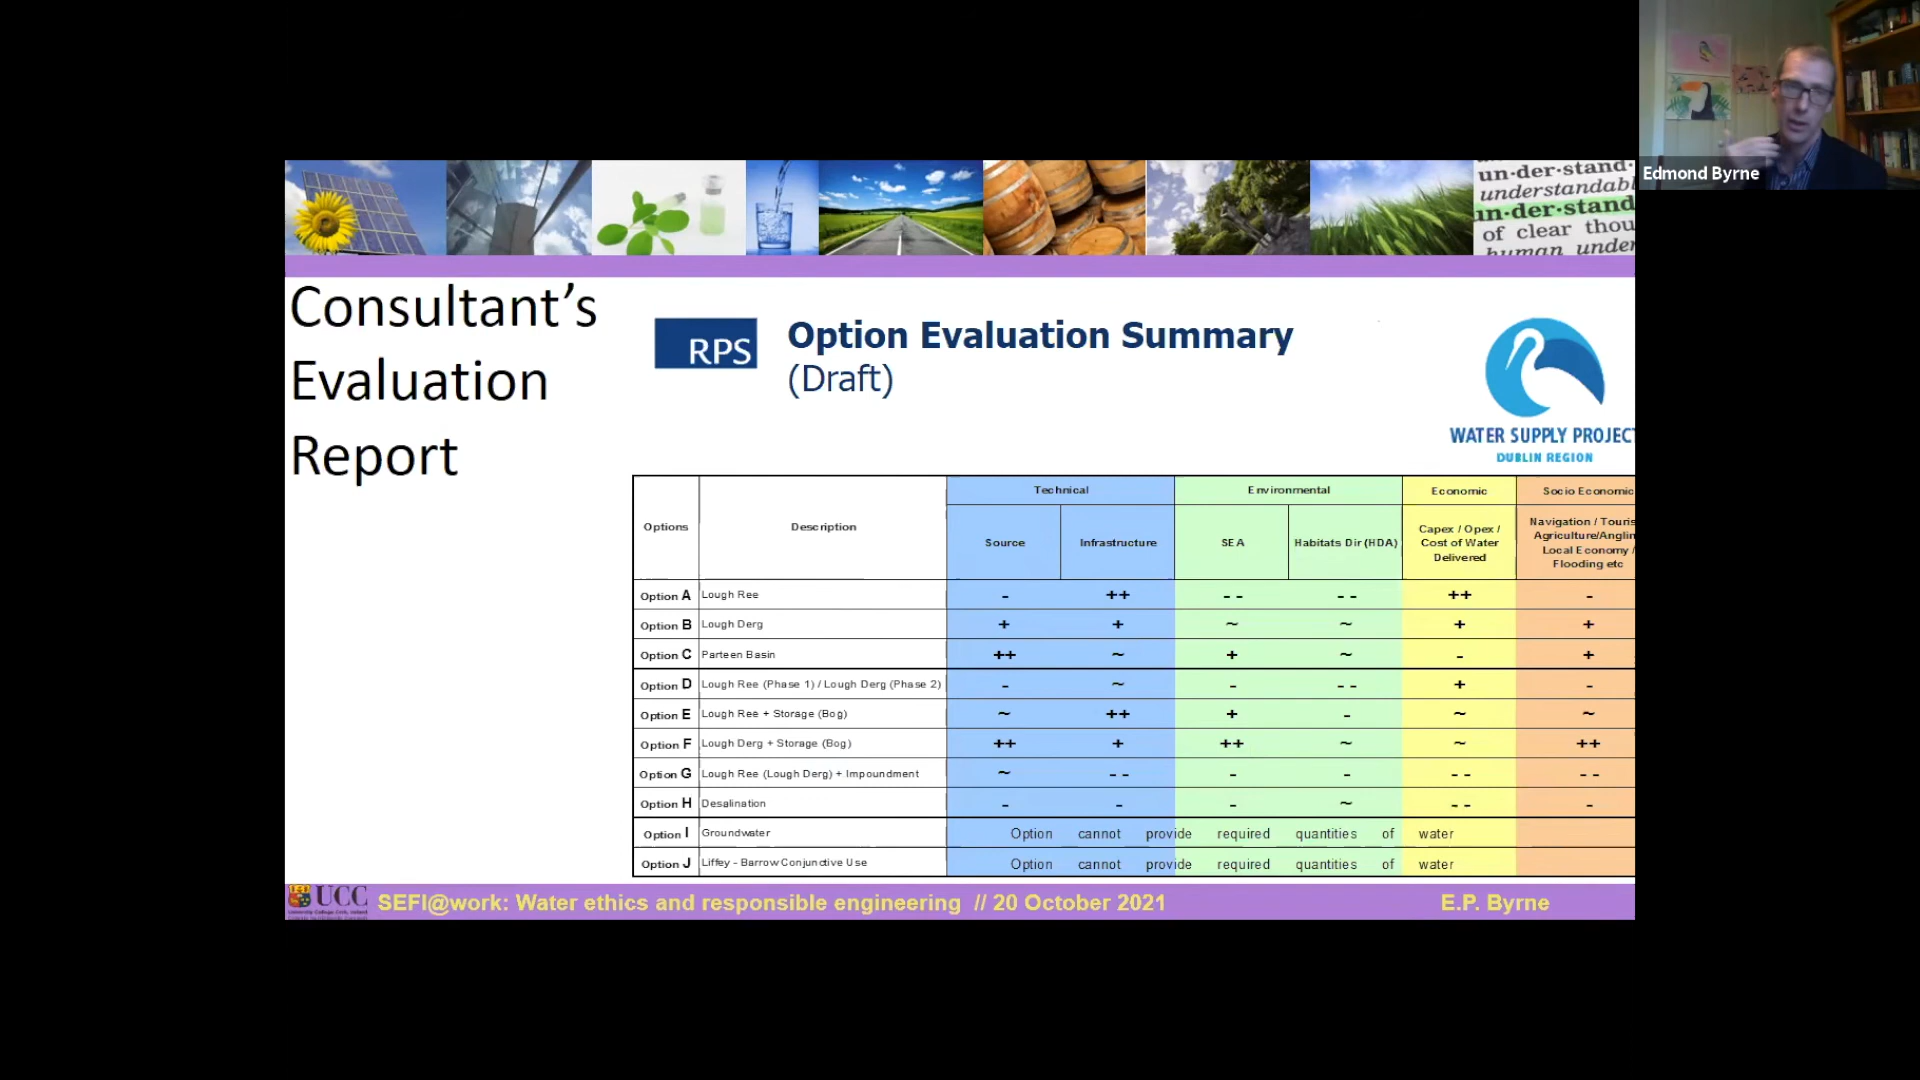 Edmond Byrne
un·der·stand·
understandabl
un·der·stand
of clear thou
human under
Consultant's
Evaluation
Report
RPS
Option Evaluation Summary
(Draft)
WATER SUPPLY PROJECT
DUBLIN REGION
Options Description Technical Environmental Economic Socio Economic
Source Infrastructure SEA Habitats Dir (HDA) Capex / Opex / Cost of Water Delivered Navigation / Touris Agriculture/Anglin Local Economy / Flooding etc
Option A Lough Ree - ++ - - - - ++ -
Option B Lough Derg + + ~ ~ + +
Option C Parteen Basin ++ ~ + ~ - +
Option D Lough Ree (Phase 1) / Lough Derg (Phase 2) - ~ - - - + -
Option E Lough Ree + Storage (Bog) ~ ++ + - ~ ~
Option F Lough Derg + Storage (Bog) ++ + ++ ~ ~ ++
Option G Lough Ree (Lough Derg) + Impoundment ~ - - - - - - - -
Option H Desalination - - - ~ - - -
Option I Groundwater Option cannot provide required quantities of water
Option J Liffey - Barrow Conjunctive Use Option cannot provide required quantities of water
UCC
SEFI@work: Water ethics and responsible engineering // 20 October 2021
E.P. Byrne